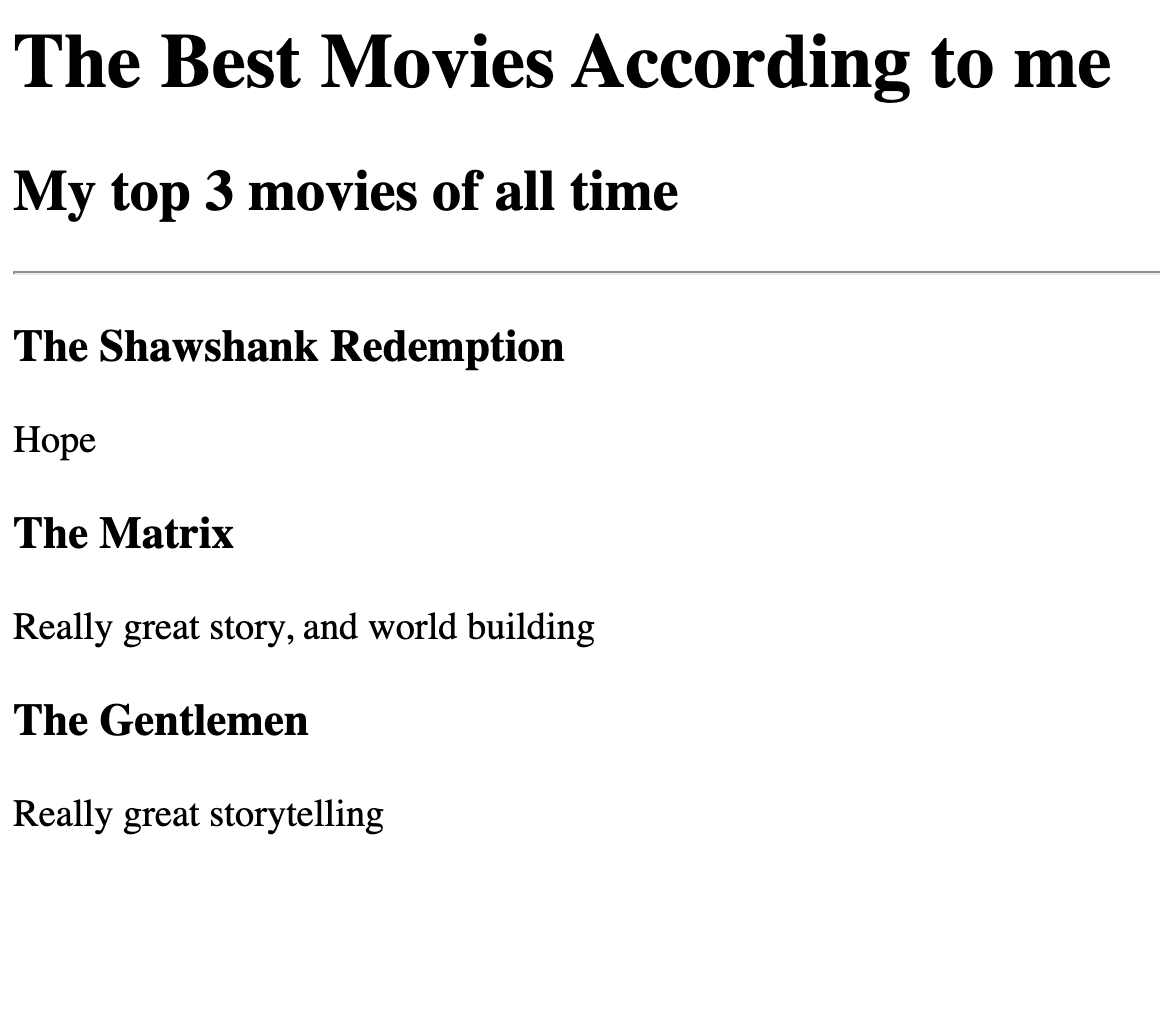 The Best Movies According to me
My top 3 movies of all time
The Shawshank Redemption
Hope
The Matrix
Really great story, and world building
The Gentlemen
Really great storytelling